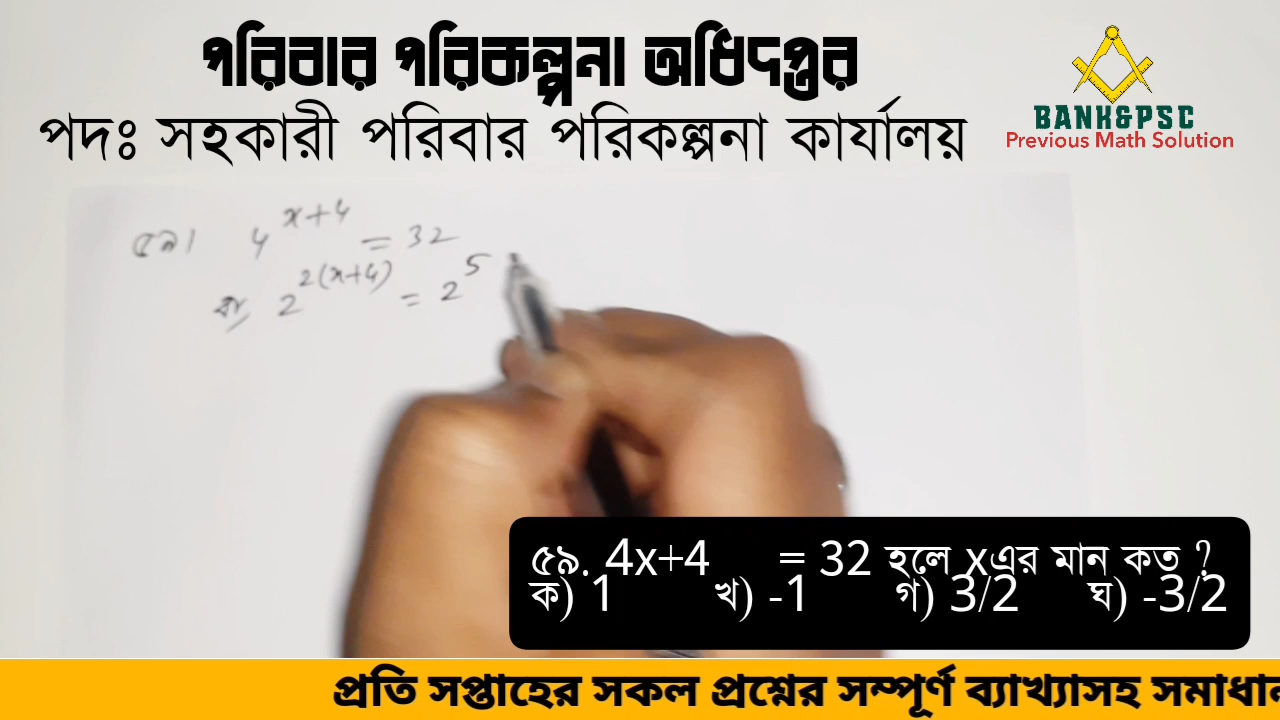 পরিবার পরিকল্পনা অধিদপ্তর
পদঃ সহকারী পরিবার পরিকল্পনা কার্যালয়
BANK&PSC
Previous Math Solution
৫৯। 4^{x+4} = 32
বা, 2^{2(x+4)} = 2^5
৫৯. 4x+4 = 32 হলে xএর মান কত ?
ক) 1 খ) -1 গ) 3/2 ঘ) -3/2
প্রতি সপ্তাহের সকল প্রশ্নের সম্পূর্ণ ব্যাখ্যাসহ সমাধান